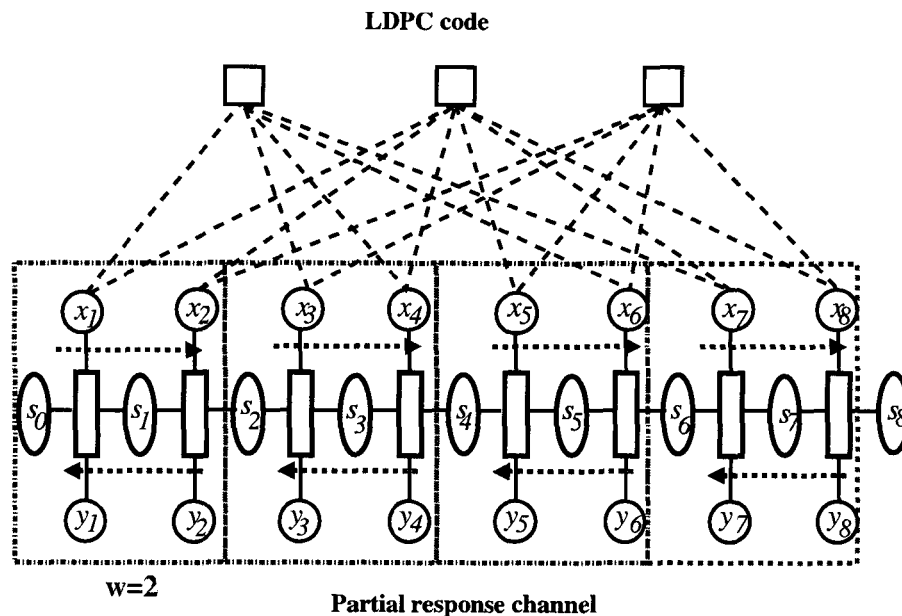 LDPC code
x1 x2 x3 x4 x5 x6 x7 x8
s0 s1 s2 s3 s4 s5 s6 s7 s8
y1 y2 y3 y4 y5 y6 y7 y8
w=2
Partial response channel